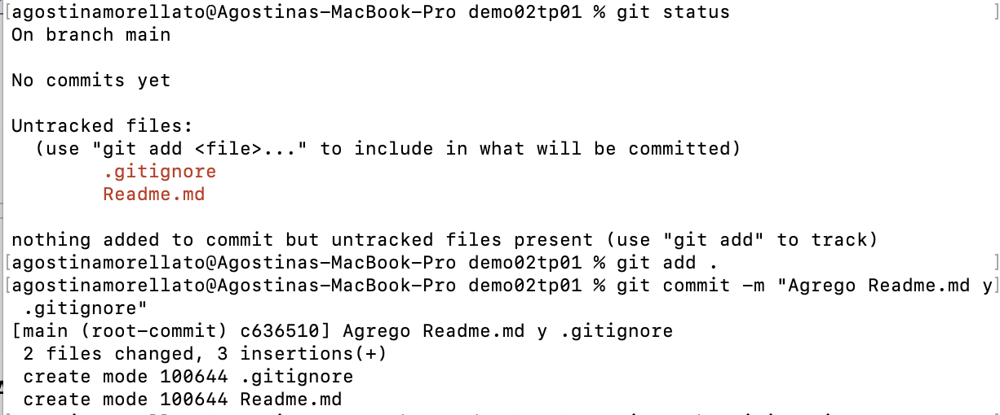 [agostinamorellato@Agostinas-MacBook-Pro demo02tp01 % git status ]
On branch main
No commits yet
Untracked files:
(use "git add <file>..." to include in what will be committed)
.gitignore
Readme.md
nothing added to commit but untracked files present (use "git add" to track)
[agostinamorellato@Agostinas-MacBook-Pro demo02tp01 % git add . ]
[agostinamorellato@Agostinas-MacBook-Pro demo02tp01 % git commit -m "Agrego Readme.md y]
.gitignore"
[main (root-commit) c636510] Agrego Readme.md y .gitignore
2 files changed, 3 insertions(+)
create mode 100644 .gitignore
create mode 100644 Readme.md